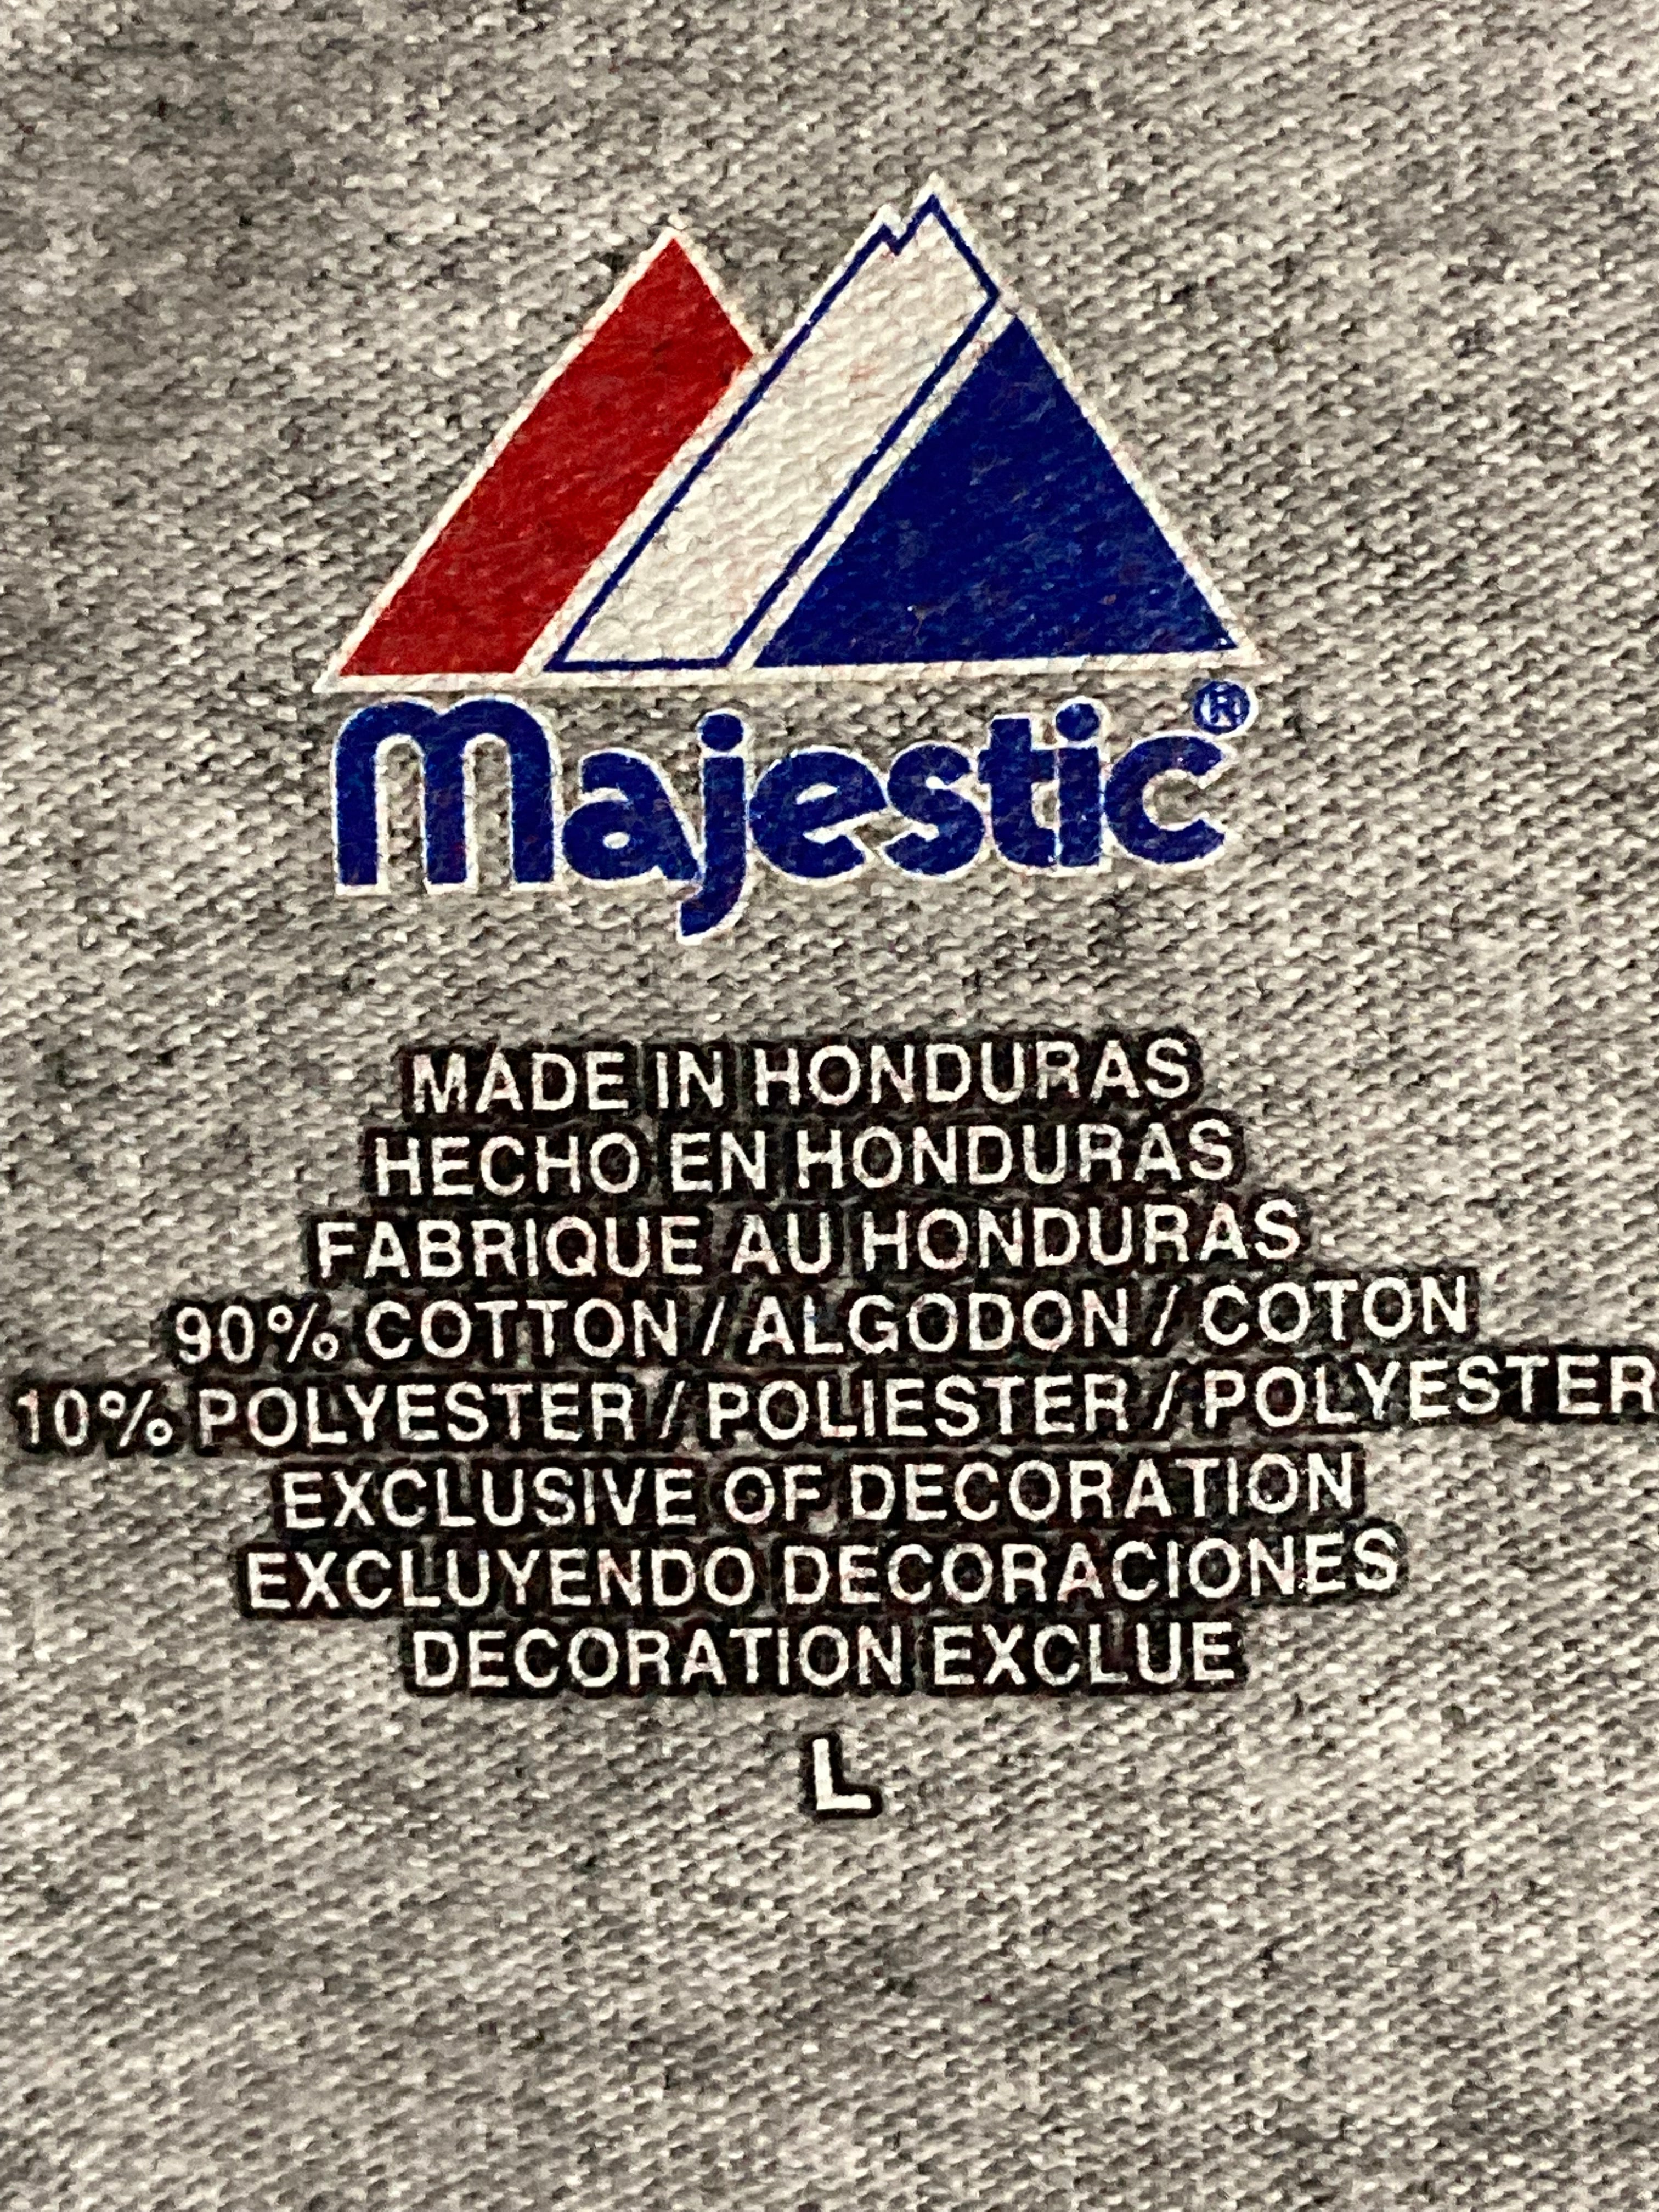 Majestic®
MADE IN HONDURAS
HECHO EN HONDURAS
FABRIQUE AU HONDURAS
90% COTTON / ALGODON / COTON
10% POLYESTER / POLIESTER / POLYESTER
EXCLUSIVE OF DECORATION
EXCLUYENDO DECORACIONES
DECORATION EXCLUE
L